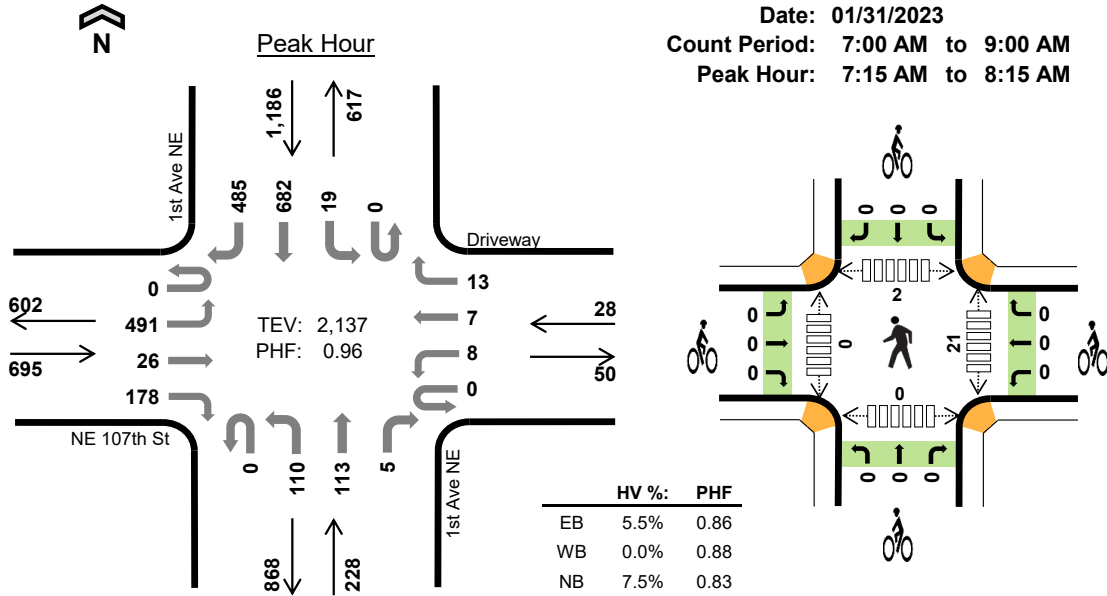 N
Peak Hour
Date: 01/31/2023
Count Period: 7:00 AM to 9:00 AM
Peak Hour: 7:15 AM to 8:15 AM
1,186
617
1st Ave NE
485
682
19
0
Driveway
0
491
26
178
602
695
TEV: 2,137
PHF: 0.96
13
7
8
0
28
50
NE 107th St
0
110
113
5
1st Ave NE
868
228
0
0
0
2
0
0
0
0
21
0
0
0
0
0
0
0
HV %: PHF
EB 5.5% 0.86
WB 0.0% 0.88
NB 7.5% 0.83